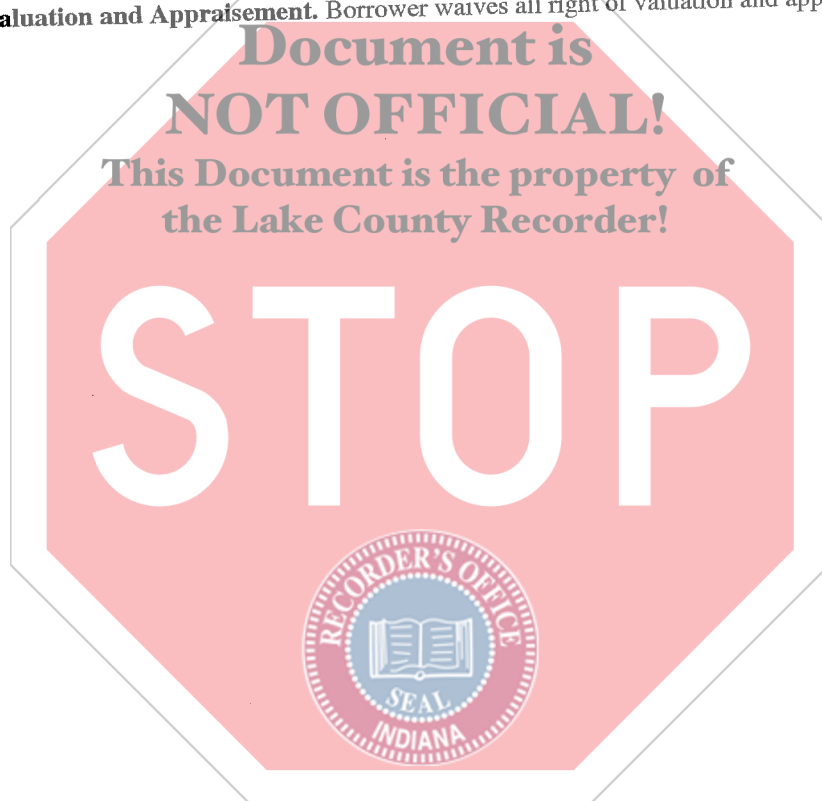 aluation and Appraisement. Borrower waives all right of valuation and app
Document is
NOT OFFICIAL!
This Document is the property of
the Lake County Recorder!
STOP
RECORDER'S OFFICE
SEAL
INDIANA